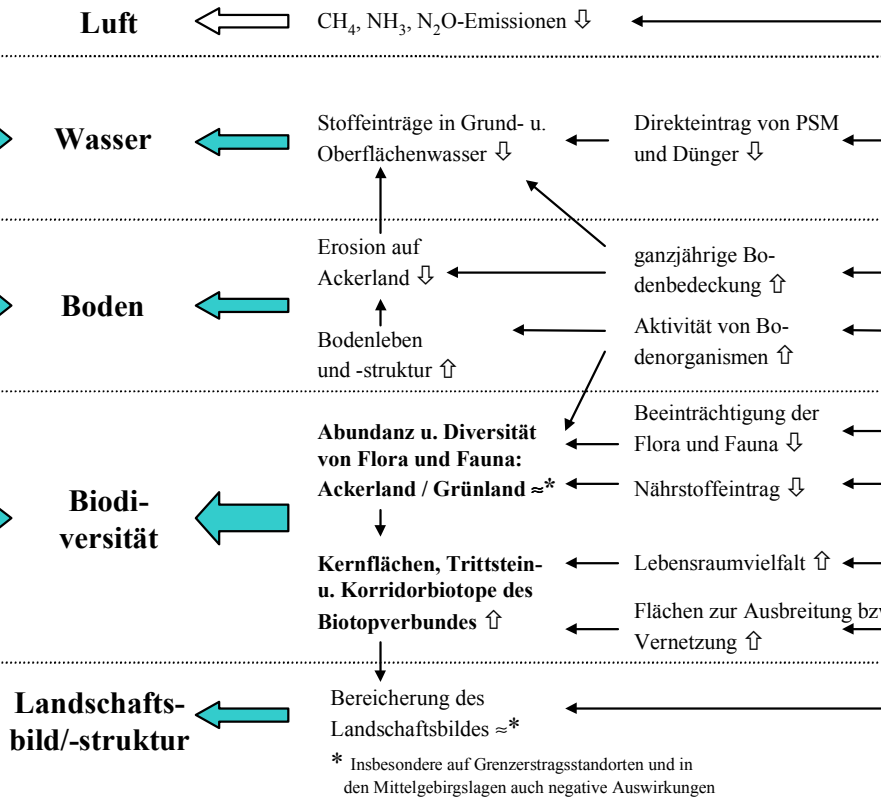 Luft
CH4, NH3, N2O-Emissionen ⇩
Wasser
Stoffeinträge in Grund- u.
Oberflächenwasser ⇩
Direkteintrag von PSM
und Dünger ⇩
Boden
Erosion auf
Ackerland ⇩
ganzjährige Bo-
denbedeckung ⇧
Bodenleben
und -struktur ⇧
Aktivität von Bo-
denorganismen ⇧
Biodi-
versität
Abundanz u. Diversität
von Flora und Fauna:
Ackerland / Grünland ≈*
Beeinträchtigung der
Flora und Fauna ⇩
Nährstoffeintrag ⇩
Kernflächen, Trittstein-
u. Korridorbiotope des
Biotopverbundes ⇧
Lebensraumvielfalt ⇧
Flächen zur Ausbreitung bzw
Vernetzung ⇧
Landschafts-
bild/-struktur
Bereicherung des
Landschaftsbildes ≈*
* Insbesondere auf Grenzerstragsstandorten und in
den Mittelgebirgslagen auch negative Auswirkungen